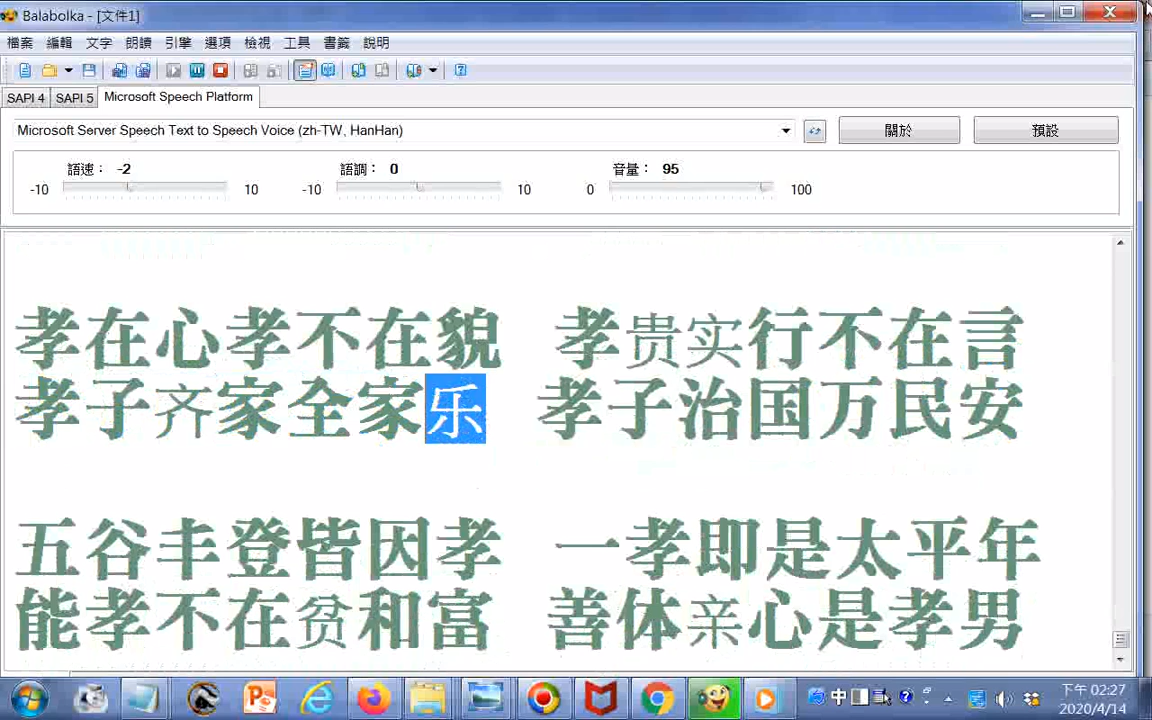 Balabolka - [文件1]
檔案 編輯 文字 朗讀 引擎 選項 檢視 工具 書籤 說明
SAPI 4 SAPI 5 Microsoft Speech Platform
Microsoft Server Speech Text to Speech Voice (zh-TW, HanHan) 關於 預設
語速： -2 語調： 0 音量： 95
-10 10 -10 10 0 100
孝在心孝不在貌 孝贵实行不在言
孝子齐家全家乐 孝子治国万民安
五谷丰登皆因孝 一孝即是太平年
能孝不在贫和富 善体亲心是孝男
中 下午 02:27
2020/4/14